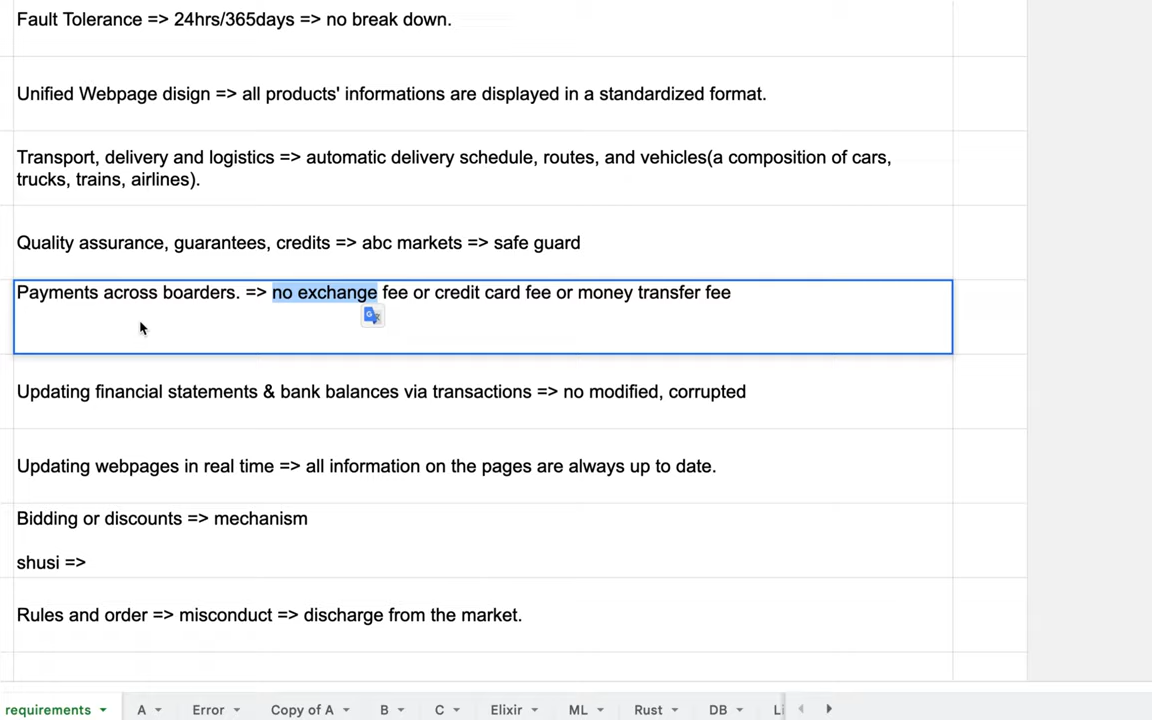 Fault Tolerance => 24hrs/365days => no break down.
Unified Webpage disign => all products' informations are displayed in a standardized format.
Transport, delivery and logistics => automatic delivery schedule, routes, and vehicles(a composition of cars,
trucks, trains, airlines).
Quality assurance, guarantees, credits => abc markets => safe guard
Payments across boarders. => no exchange fee or credit card fee or money transfer fee
Updating financial statements & bank balances via transactions => no modified, corrupted
Updating webpages in real time => all information on the pages are always up to date.
Bidding or discounts => mechanism
shusi =>
Rules and order => misconduct => discharge from the market.
requirements A Error Copy of A B C Elixir ML Rust DB